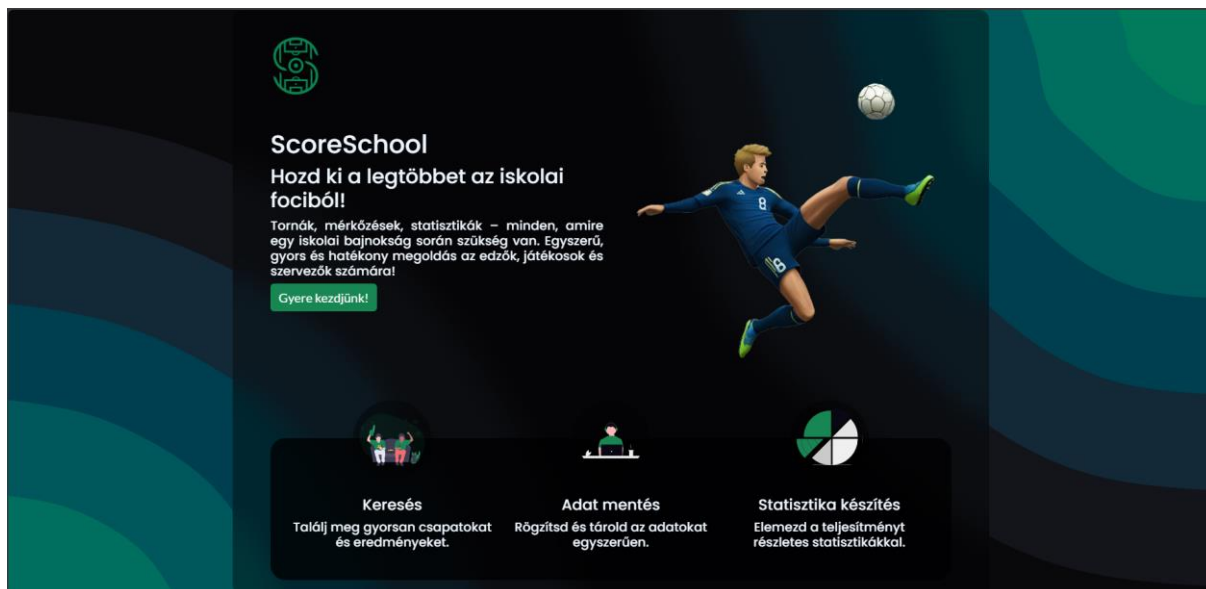 ScoreSchool
Hozd ki a legtöbbet az iskolai
fociból!
Tornák, mérkőzések, statisztikák – minden, amire
egy iskolai bajnokság során szükség van. Egyszerű,
gyors és hatékony megoldás az edzők, játékosok és
szervezők számára!
Gyere kezdjünk!
8
8
Keresés
Találj meg gyorsan csapatokat
és eredményeket.
Adat mentés
Rögzítsd és tárold az adatokat
egyszerűen.
Statisztika készítés
Elemezd a teljesítményt
részletes statisztikákkal.